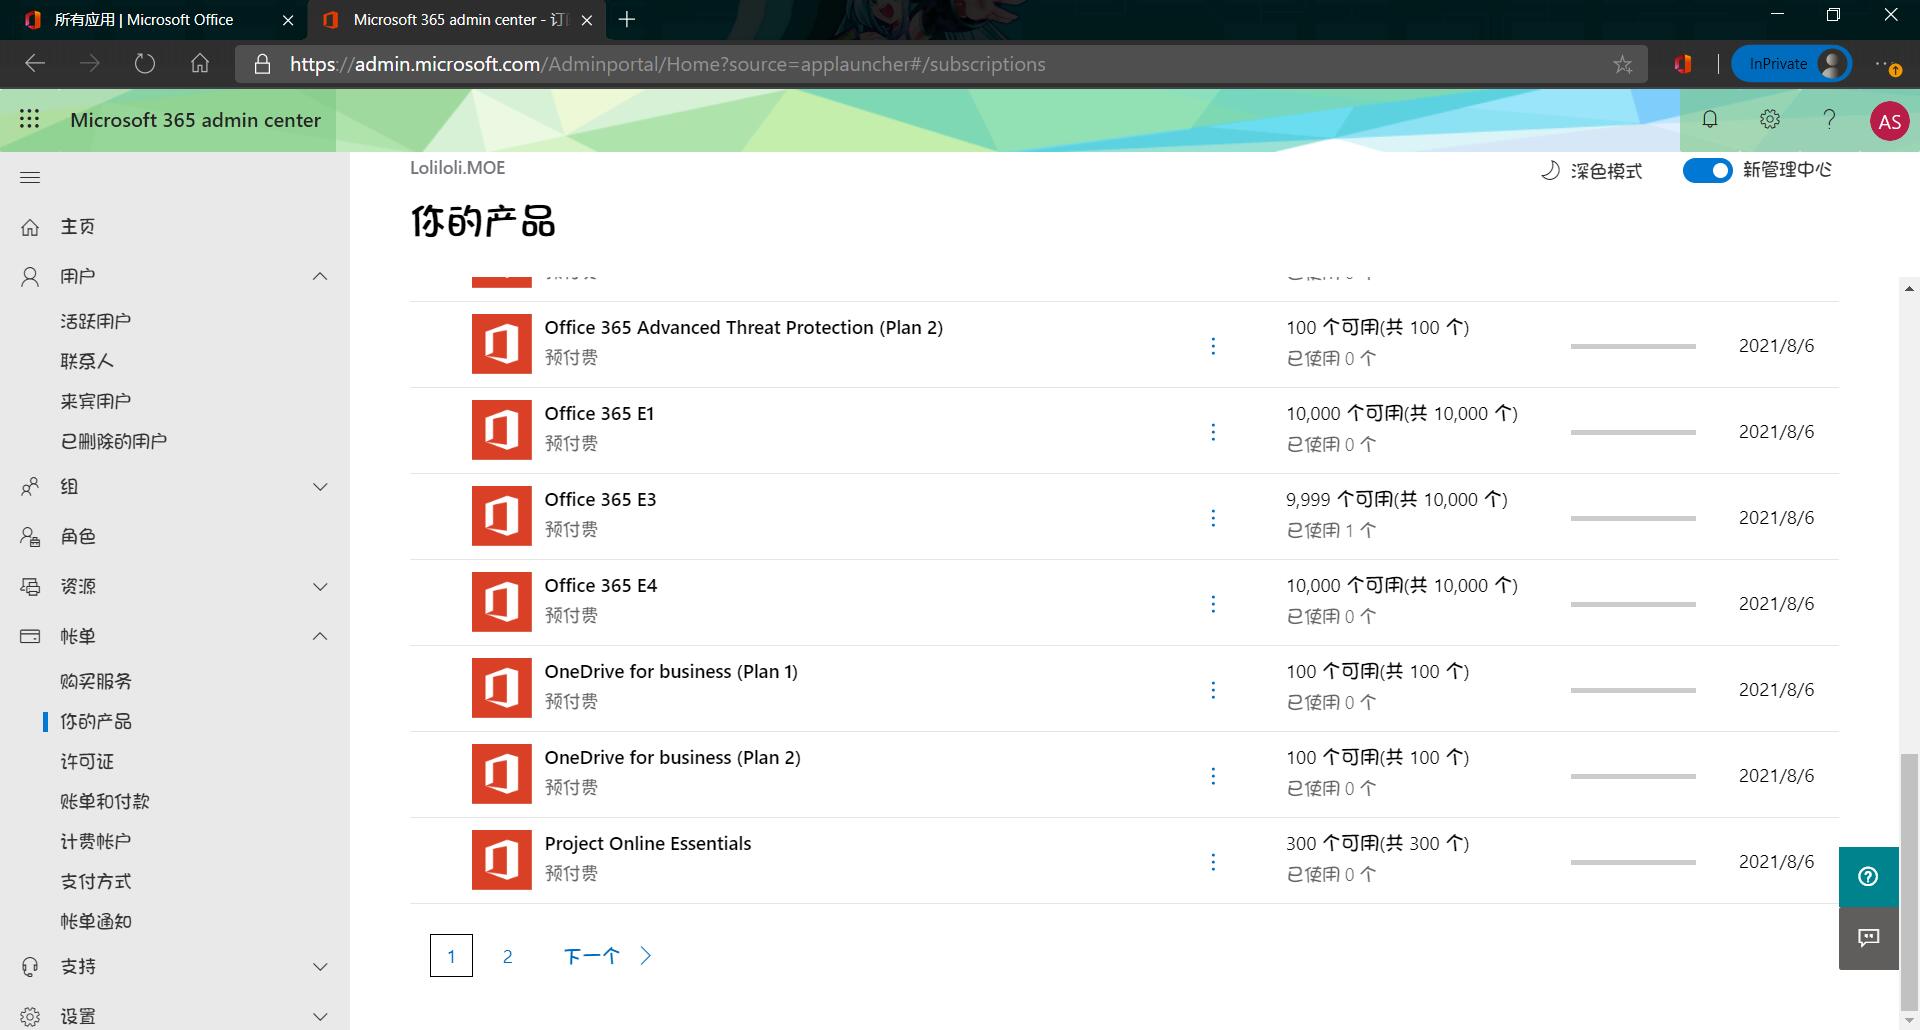 所有应用 | Microsoft Office
Microsoft 365 admin center - 订
https://admin.microsoft.com/Adminportal/Home?source=applauncher#/subscriptions
InPrivate
Microsoft 365 admin center
AS
Loliloli.MOE
深色模式
新管理中心
你的产品
主页
用户
活跃用户
联系人
来宾用户
已删除的用户
组
角色
资源
帐单
购买服务
你的产品
许可证
账单和付款
计费帐户
支付方式
帐单通知
支持
设置
Office 365 Advanced Threat Protection (Plan 2)
预付费
100 个可用(共 100 个)
已使用 0 个
2021/8/6
Office 365 E1
预付费
10,000 个可用(共 10,000 个)
已使用 0 个
2021/8/6
Office 365 E3
预付费
9,999 个可用(共 10,000 个)
已使用 1 个
2021/8/6
Office 365 E4
预付费
10,000 个可用(共 10,000 个)
已使用 0 个
2021/8/6
OneDrive for business (Plan 1)
预付费
100 个可用(共 100 个)
已使用 0 个
2021/8/6
OneDrive for business (Plan 2)
预付费
100 个可用(共 100 个)
已使用 0 个
2021/8/6
Project Online Essentials
预付费
300 个可用(共 300 个)
已使用 0 个
2021/8/6
1 2 下一个